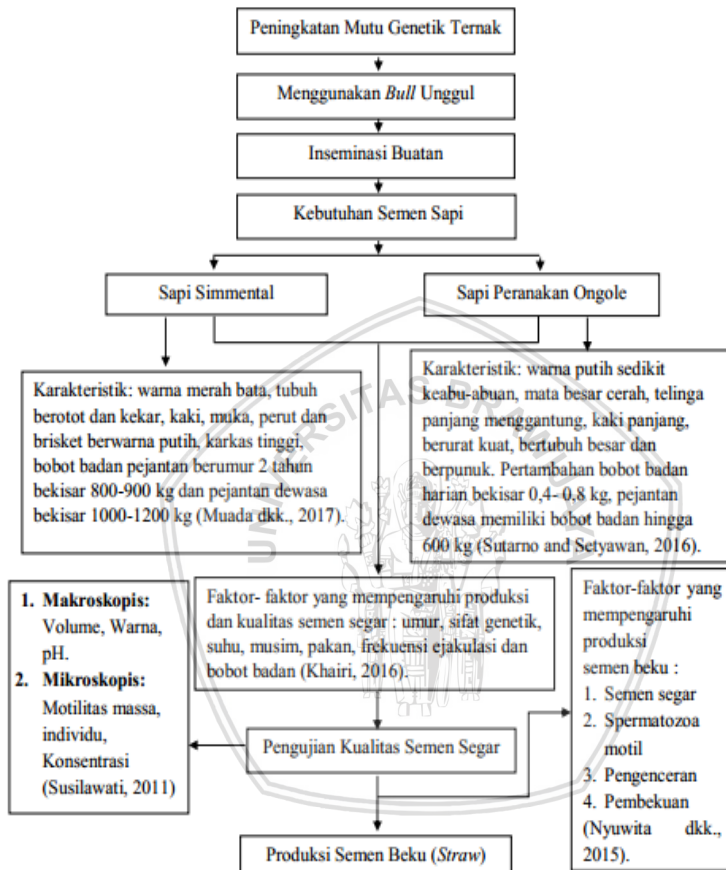 Peningkatan Mutu Genetik Ternak
Menggunakan Bull Unggul
Inseminasi Buatan
Kebutuhan Semen Sapi
Sapi Simmental
Sapi Peranakan Ongole
Karakteristik: warna merah bata, tubuh
berotot dan kekar, kaki, muka, perut dan
brisket berwarna putih, karkas tinggi,
bobot badan pejantan berumur 2 tahun
bekisar 800-900 kg dan pejantan dewasa
bekisar 1000-1200 kg (Muada dkk., 2017).
Karakteristik: warna putih sedikit
keabu-abuan, mata besar cerah, telinga
panjang menggantung, kaki panjang,
berurat kuat, bertubuh besar dan
berpunuk. Pertambahan bobot badan
harian bekisar 0,4- 0,8 kg, pejantan
dewasa memiliki bobot badan hingga
600 kg (Sutarno and Setyawan, 2016).
1. Makroskopis:
Volume, Warna,
pH.
2. Mikroskopis:
Motilitas massa,
individu,
Konsentrasi
(Susilawati, 2011)
Faktor- faktor yang mempengaruhi produksi
dan kualitas semen segar : umur, sifat genetik,
suhu, musim, pakan, frekuensi ejakulasi dan
bobot badan (Khairi, 2016).
Faktor-faktor yang
mempengaruhi
produksi
semen beku :
1. Semen segar
2. Spermatozoa
motil
3. Pengenceran
4. Pembekuan
(Nyuwita dkk.,
2015).
Pengujian Kualitas Semen Segar
Produksi Semen Beku (Straw)
UNIVERSITAS BRAWIJAYA